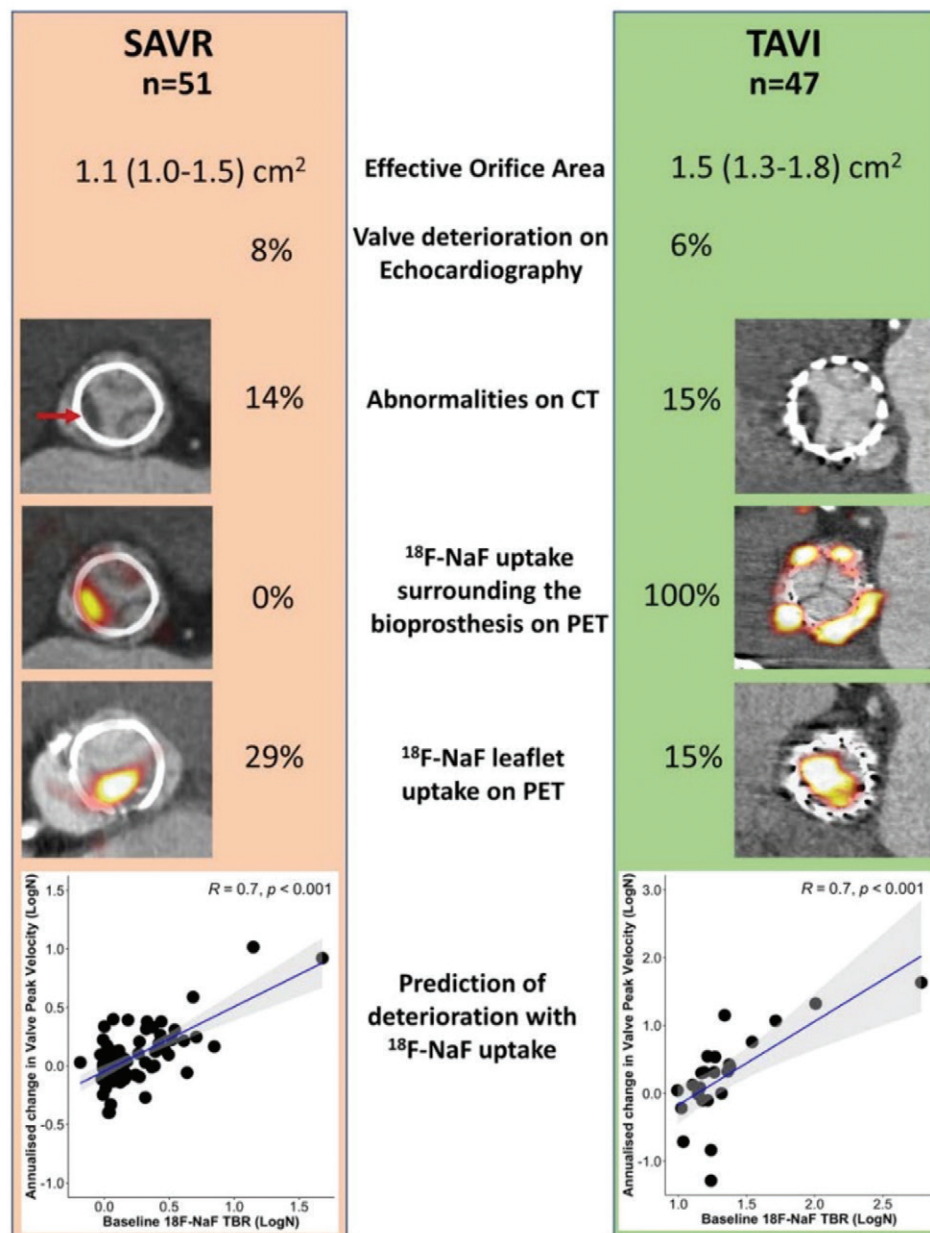 SAVR
n=51
TAVI
n=47
1.1 (1.0-1.5) cm²
Effective Orifice Area
1.5 (1.3-1.8) cm²
8%
Valve deterioration on
Echocardiography
6%
14%
Abnormalities on CT
15%
0%
¹⁸F-NaF uptake
surrounding the
bioprosthesis on PET
100%
29%
¹⁸F-NaF leaflet
uptake on PET
15%
Annualised change in Valve Peak Velocity (LogN)
1.5
1.0
0.5
0.0
-0.5
-1.0
R = 0.7, p < 0.001
0.0 0.5 1.0 1.5
Baseline 18F-NaF TBR (LogN)
Prediction of
deterioration with
¹⁸F-NaF uptake
Annualised change in Valve Peak Velocity (LogN)
3.0
2.0
1.0
0.0
-1.0
R = 0.7, p < 0.001
1.0 1.5 2.0 2.5
Baseline 18F-NaF TBR (LogN)